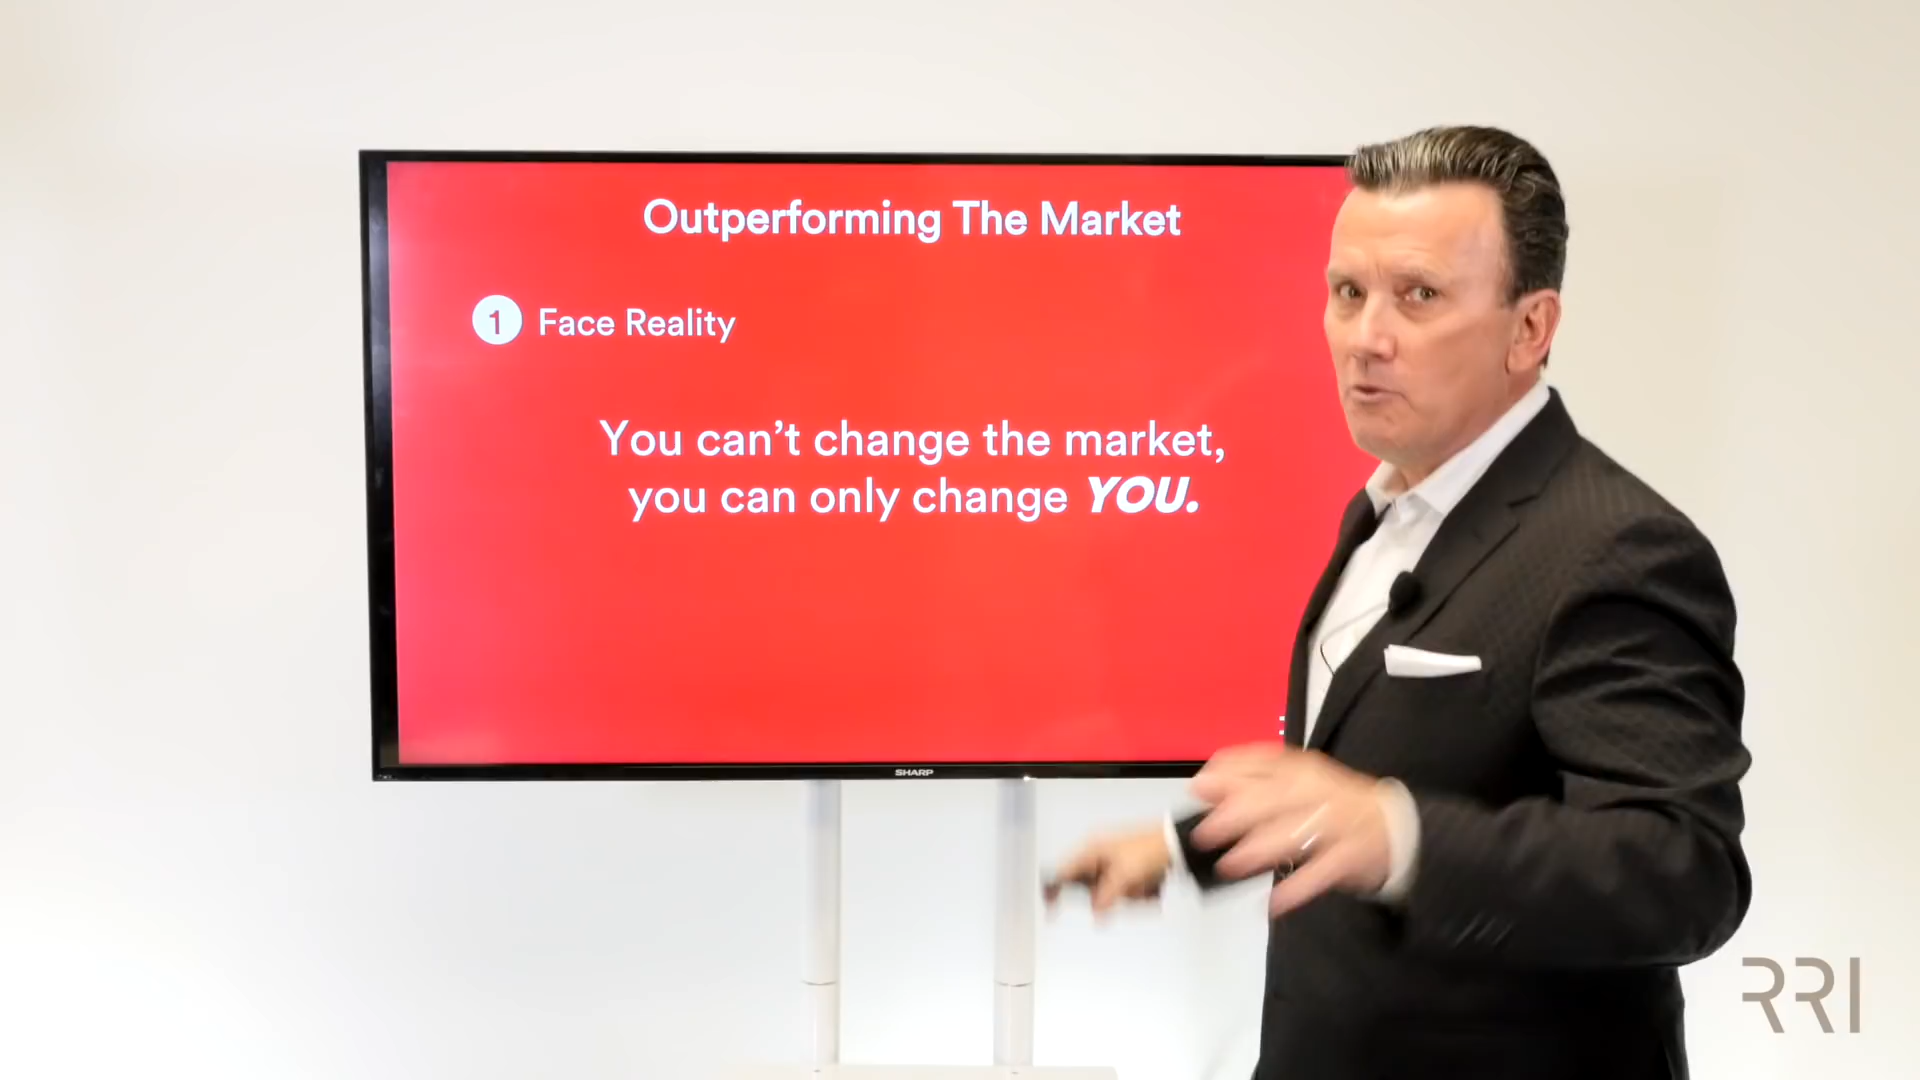 Outperforming The Market
1 Face Reality
You can't change the market,
you can only change YOU.
SHARP
RRI